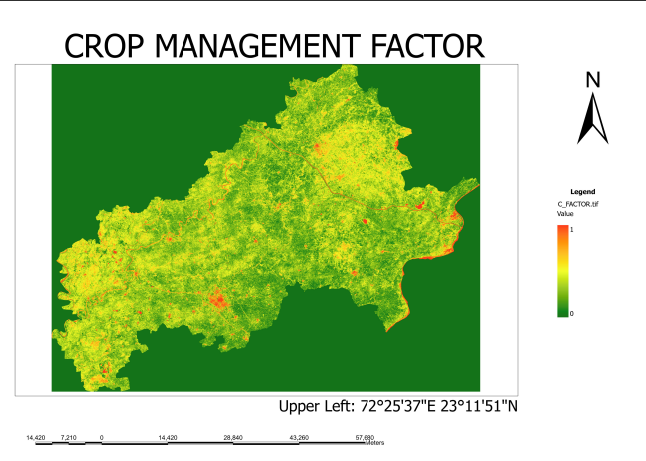 CROP MANAGEMENT FACTOR
N
Legend
C_FACTOR.tif
Value
1
0
Upper Left: 72°25'37"E 23°11'51"N
14,420 7,210 0 14,420 28,840 43,260 57,680
Meters